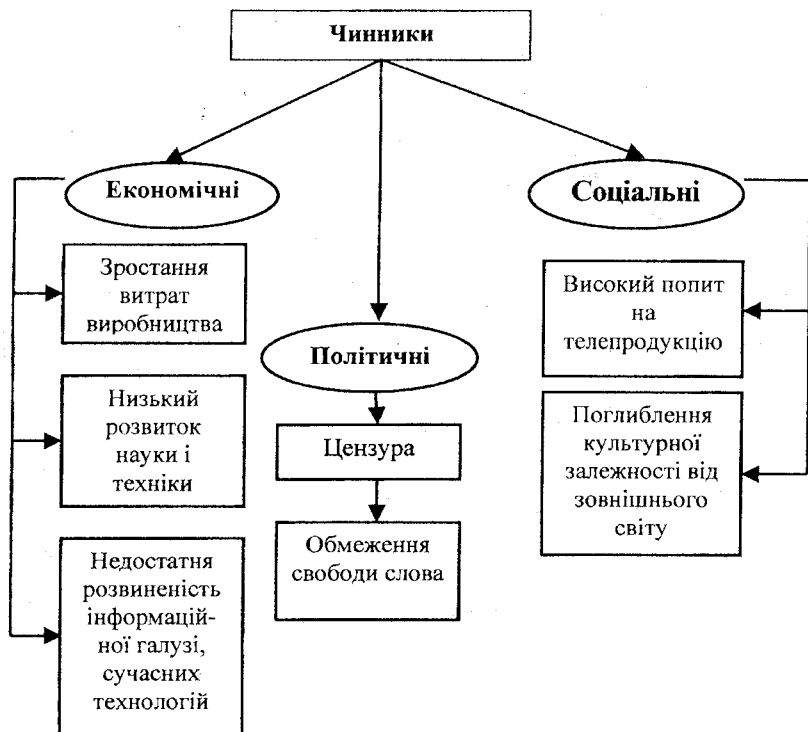 Чинники
Економічні
Зростання
витрат
виробництва
Низький
розвиток
науки і
техніки
Недостатня
розвиненість
інформацій-
ної галузі,
сучасних
технологій
Політичні
Цензура
Обмеження
свободи слова
Соціальні
Високий попит
на
телепродукцію
Поглиблення
культурної
залежності від
зовнішнього
світу